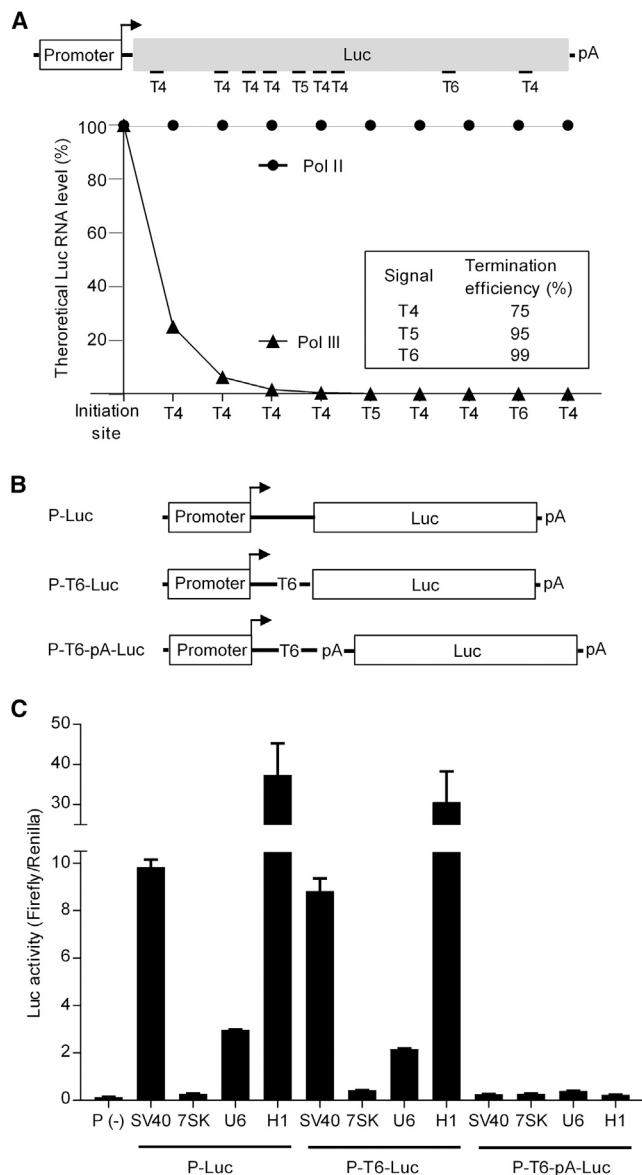 A
Promoter Luc pA
T4 T4 T4 T4 T5 T4 T4 T6 T4
Theroretical Luc RNA level (%)
100
80
60
40
20
Pol II
Pol III
Signal Termination efficiency (%)
T4 75
T5 95
T6 99
Initiation site T4 T4 T4 T4 T5 T4 T4 T6 T4
B
P-Luc Promoter Luc pA
P-T6-Luc Promoter T6 Luc pA
P-T6-pA-Luc Promoter T6 pA Luc pA
C
Luc activity (Firefly/Renilla)
50
40
30
10
8
6
4
2
0
P (-) SV40 7SK U6 H1 SV40 7SK U6 H1 SV40 7SK U6 H1
P-Luc P-T6-Luc P-T6-pA-Luc